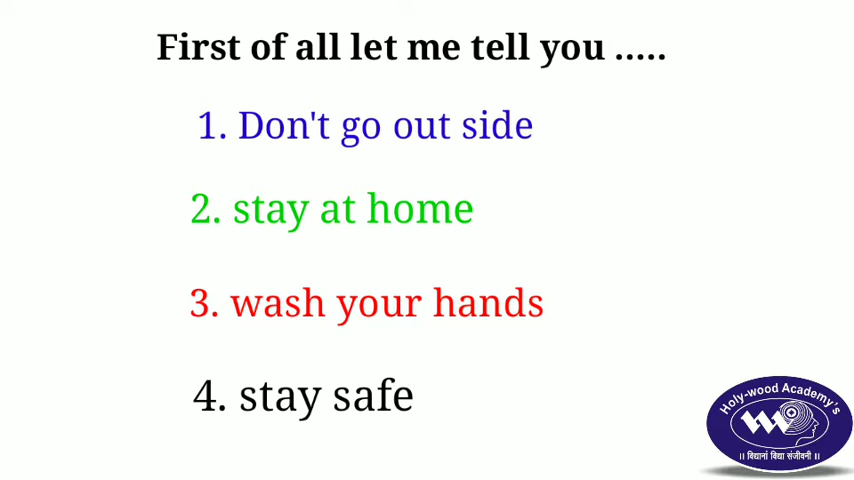 First of all let me tell you .....
1. Don't go out side
2. stay at home
3. wash your hands
4. stay safe
Holy-wood Academy's
॥ विद्यानां विद्या संजीवनी ॥